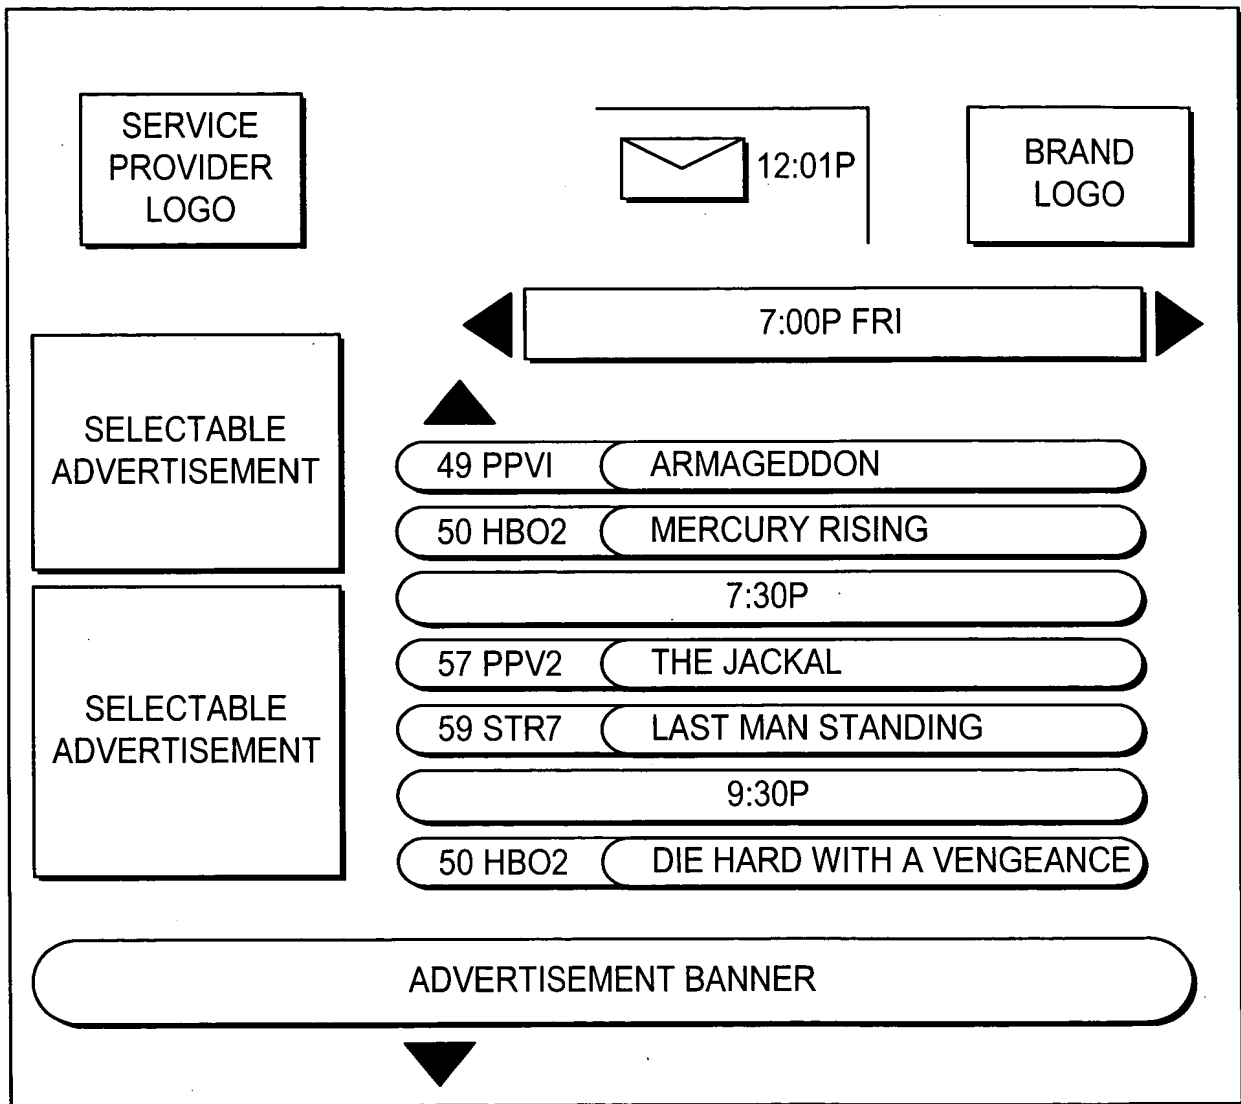 SERVICE
PROVIDER
LOGO
12:01P
BRAND
LOGO
7:00P FRI
SELECTABLE
ADVERTISEMENT
49 PPVI ARMAGEDDON
50 HBO2 MERCURY RISING
7:30P
57 PPV2 THE JACKAL
SELECTABLE
ADVERTISEMENT
59 STR7 LAST MAN STANDING
9:30P
50 HBO2 DIE HARD WITH A VENGEANCE
ADVERTISEMENT BANNER